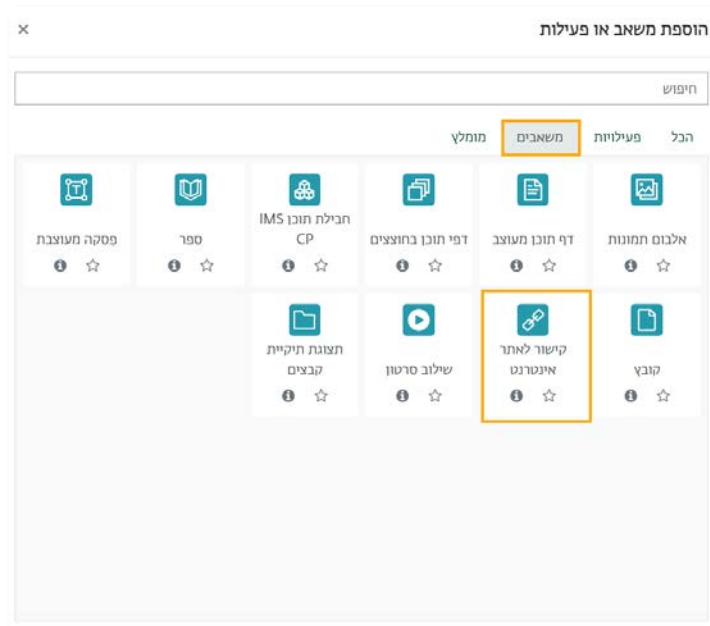 הוספת משאב או פעילות
×
חיפוש
הכל פעילויות משאבים מומלץ
אלבום תמונות
דף תוכן מעוצב
דפי תוכן בחוצצים
חבילת תוכן IMS
CP
ספר
פסקה מעוצבת
קובץ
קישור לאתר
אינטרנט
שילוב סרטון
תצוגת תיקיית
קבצים